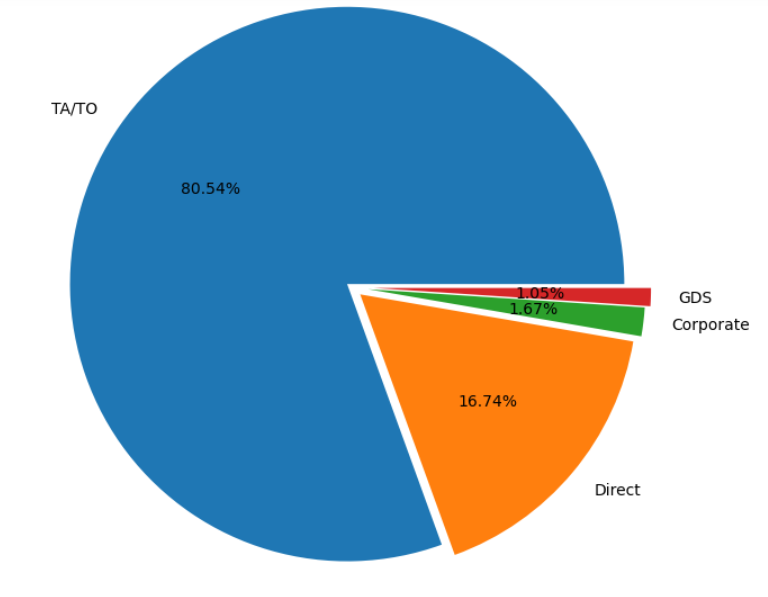 TA/TO
80.54%
1.05%
GDS
1.67%
Corporate
16.74%
Direct